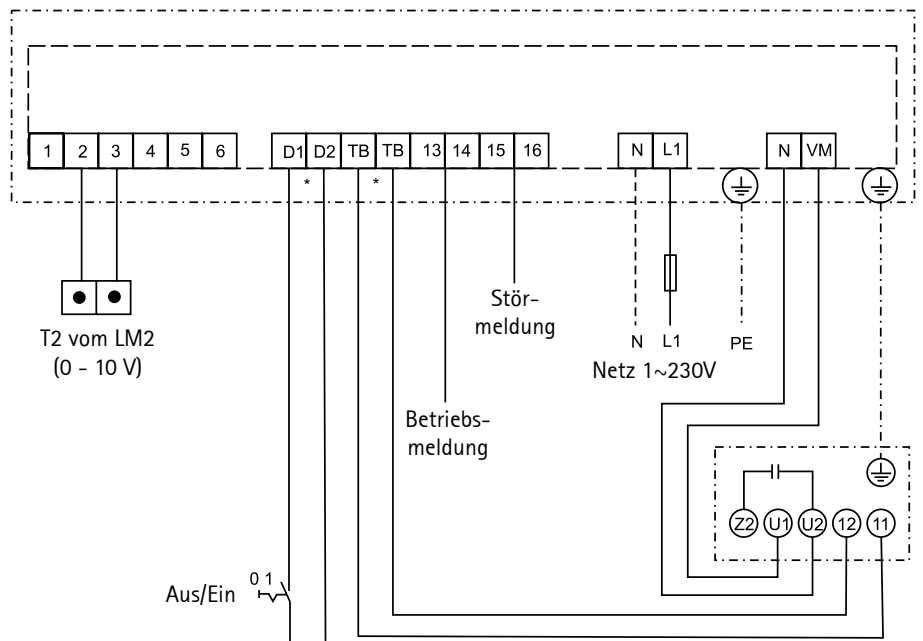 1 2 3 4 5 6 D1 D2 TB TB 13 14 15 16 N L1 N VM
* *
T2 vom LM2
(0 - 10 V)
Stör-
meldung
N L1 PE
Netz 1~230V
Betriebs-
meldung
Z2 U1 U2 12 11
0 1
Aus/Ein